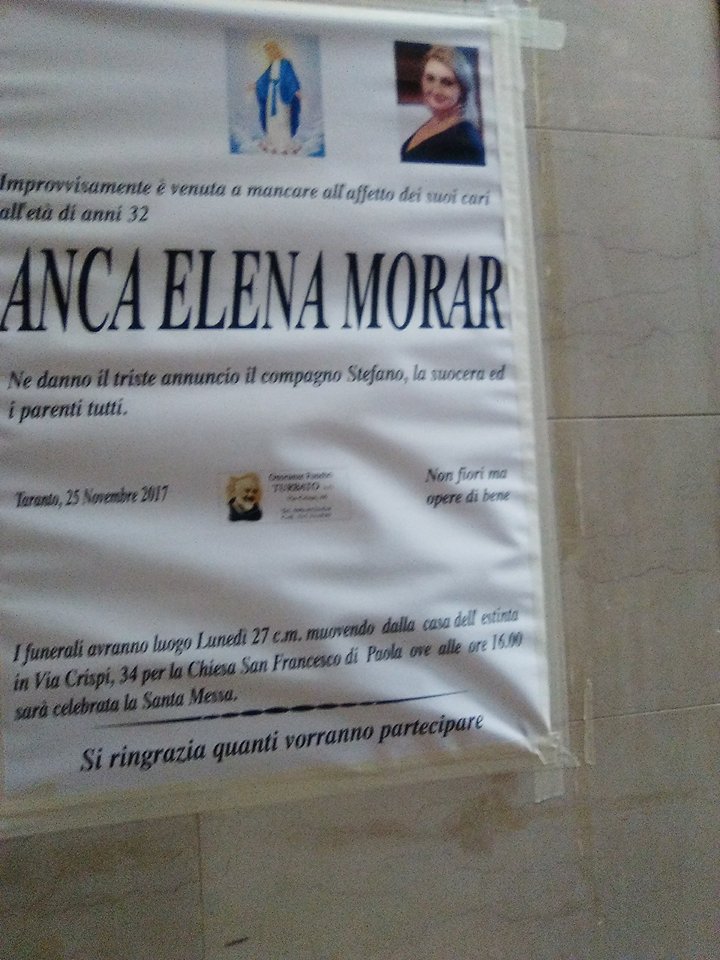 Improvvisamente è venuta a mancare all'affetto dei suoi cari
all'età di anni 32
ANCA ELENA MORAR
Ne danno il triste annuncio il compagno Stefano, la suocera ed
i parenti tutti.
Taranto, 25 Novembre 2017
Onoranze Funebri
TURBATO
Non fiori ma
opere di bene
I funerali avranno luogo Lunedì 27 c.m. muovendo dalla casa dell'estinta
in Via Crispi, 34 per la Chiesa San Francesco di Paola ove alle ore 16.00
sarà celebrata la Santa Messa.
Si ringrazia quanti vorranno partecipare